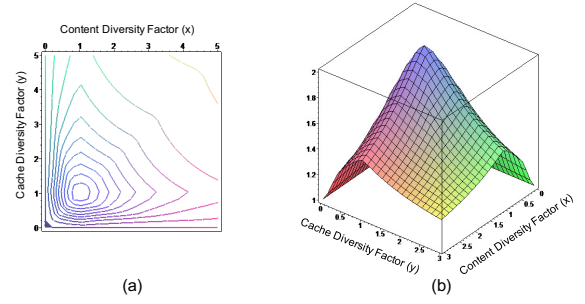 Content Diversity Factor (x)
0 1 2 3 4 5
Cache Diversity Factor (y)
5
4
3
2
1
0
(a)
2
1.8
1.6
1.4
1.2
1
0 0.5 1 1.5 2 2.5 3
Cache Diversity Factor (y)
3 2.5 2 1.5 1 0.5 0
Content Diversity Factor (x)
(b)